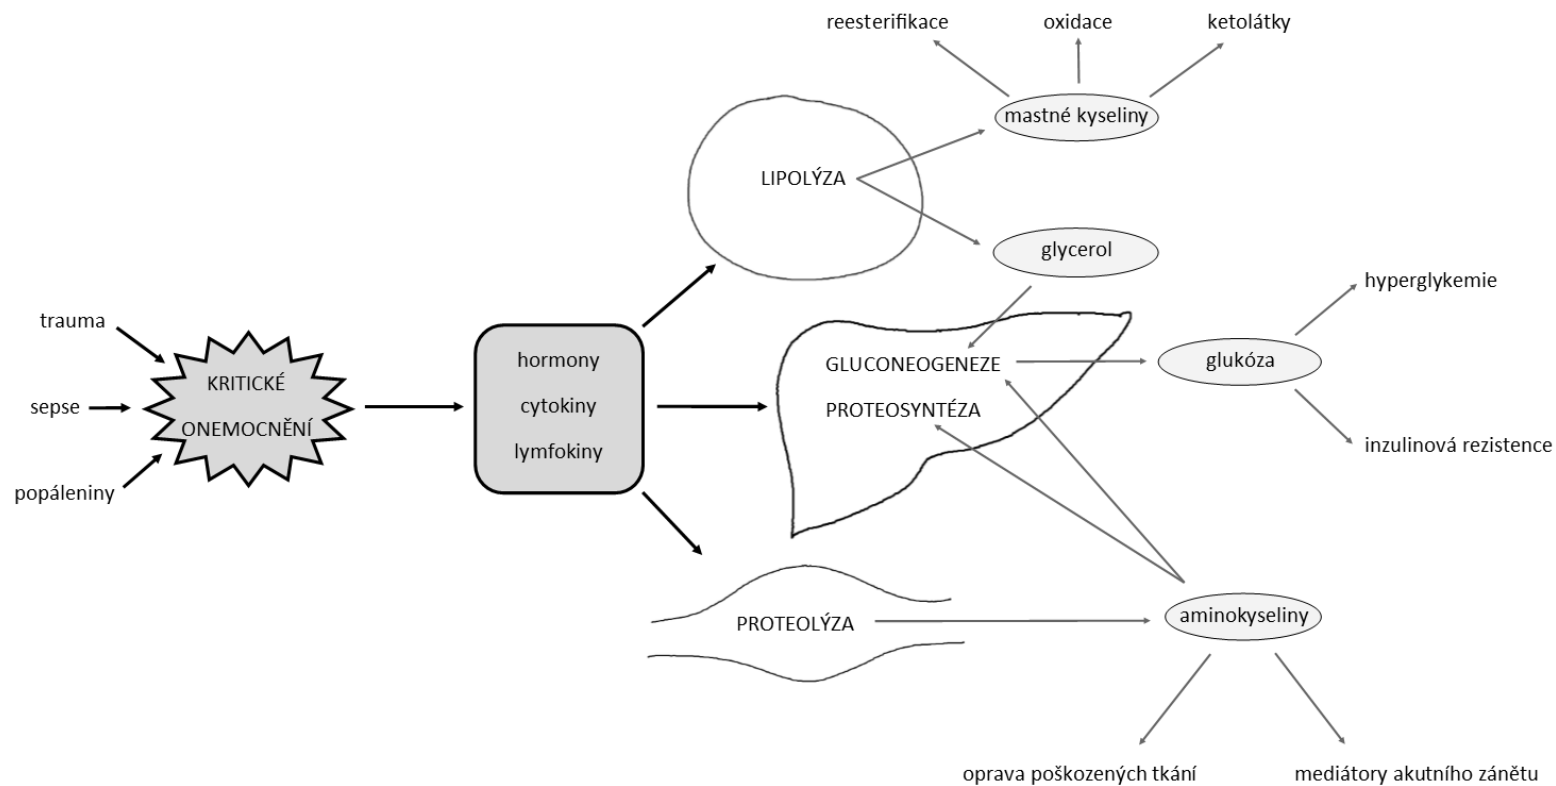 reesterifikace
oxidace
ketolátky
mastné kyseliny
LIPOLÝZA
glycerol
hyperglykemie
trauma
hormony
GLUCONEOGENEZE
glukóza
KRITICKÉ
sepse
cytokiny
PROTEOSYNTÉZA
ONEMOCNĚNÍ
inzulinová rezistence
lymfokiny
popáleniny
PROTEOLÝZA
aminokyseliny
oprava poškozených tkání
mediátory akutního zánětu